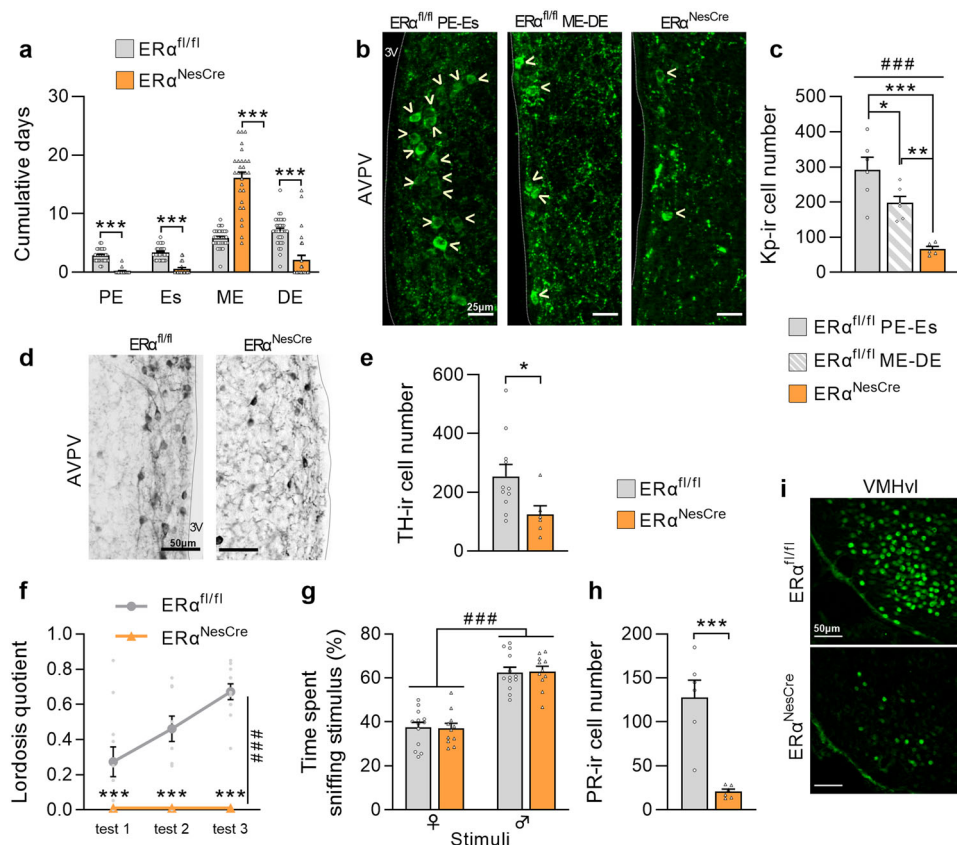 a
ERα^fl/fl
ERα^NesCre
Cumulative days
30
20
10
0
***
***
***
***
PE Es ME DE
b
ERα^fl/fl PE-Es
ERα^fl/fl ME-DE
ERα^NesCre
AVPV
3V
25µm
c
###
***
*
**
Kp-ir cell number
500
400
300
200
100
0
ERα^fl/fl PE-Es
ERα^fl/fl ME-DE
ERα^NesCre
d
ERα^fl/fl
ERα^NesCre
AVPV
3V
50µm
e
*
TH-ir cell number
600
400
200
0
ERα^fl/fl
ERα^NesCre
f
ERα^fl/fl
ERα^NesCre
Lordosis quotient
1.0
0.8
0.6
0.4
0.2
0.0
*** *** ***
###
test 1 test 2 test 3
g
###
Time spent
sniffing stimulus (%)
80
60
40
20
0
♀ ♂
Stimuli
h
***
PR-ir cell number
200
150
100
50
0
i
VMHvl
ERα^fl/fl
50µm
ERα^NesCre